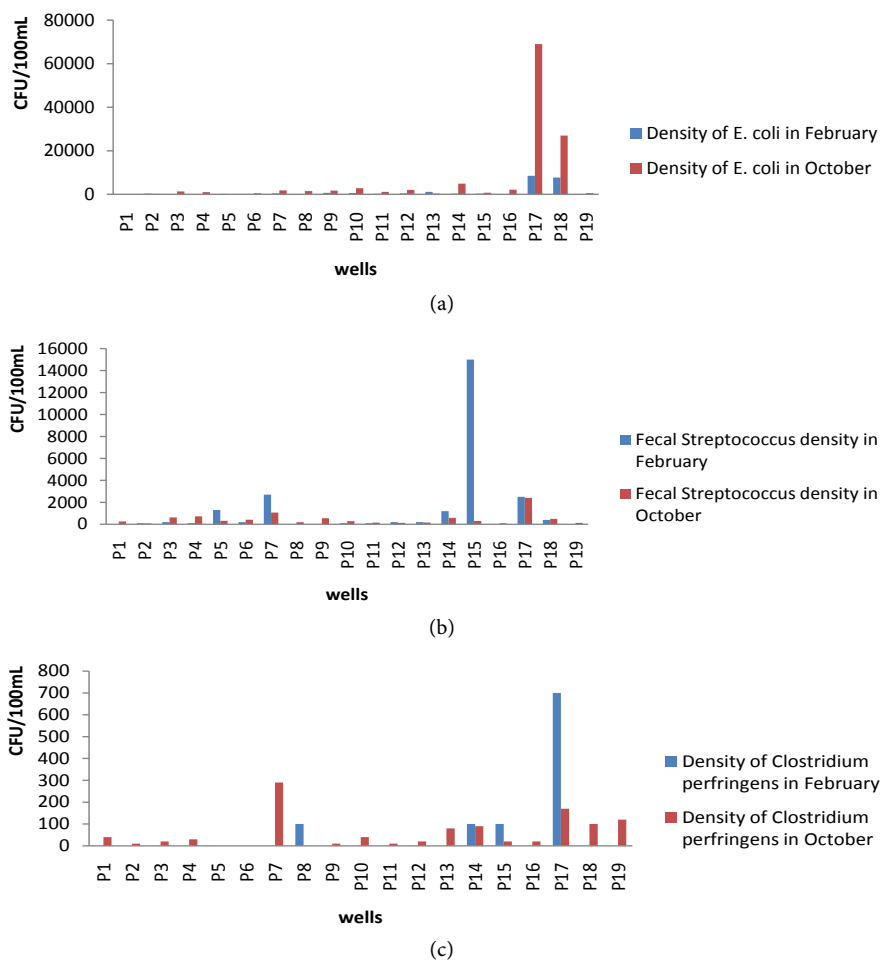 80000
60000
40000
20000
0
CFU/100mL
P1 P2 P3 P4 P5 P6 P7 P8 P9 P10 P11 P12 P13 P14 P15 P16 P17 P18 P19
wells
Density of E. coli in February
Density of E. coli in October
(a)
16000
14000
12000
10000
8000
6000
4000
2000
0
CFU/100mL
P1 P2 P3 P4 P5 P6 P7 P8 P9 P10 P11 P12 P13 P14 P15 P16 P17 P18 P19
wells
Fecal Streptococcus density in
February
Fecal Streptococcus density in
October
(b)
800
700
600
500
400
300
200
100
0
CFU/100mL
P1 P2 P3 P4 P5 P6 P7 P8 P9 P10 P11 P12 P13 P14 P15 P16 P17 P18 P19
wells
Density of Clostridium
perfringens in February
Density of Clostridium
perfringens in October
(c)